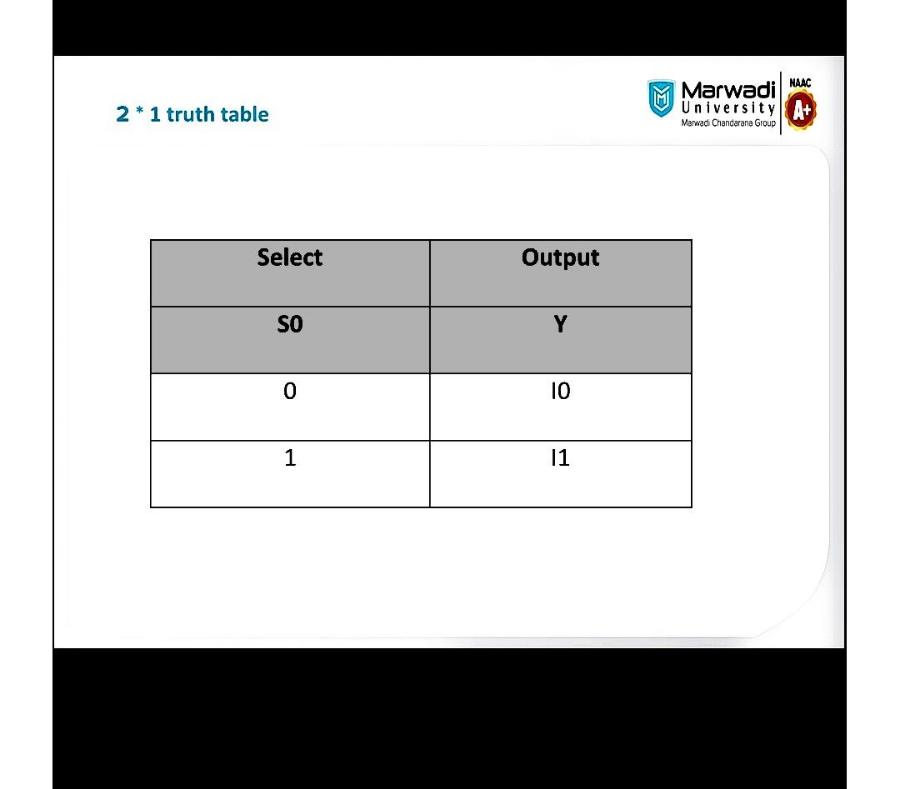 2 * 1 truth table
Marwadi
University
Marwadi Chandarana Group
NAAC
A+
Select Output
S0 Y
0 I0
1 I1